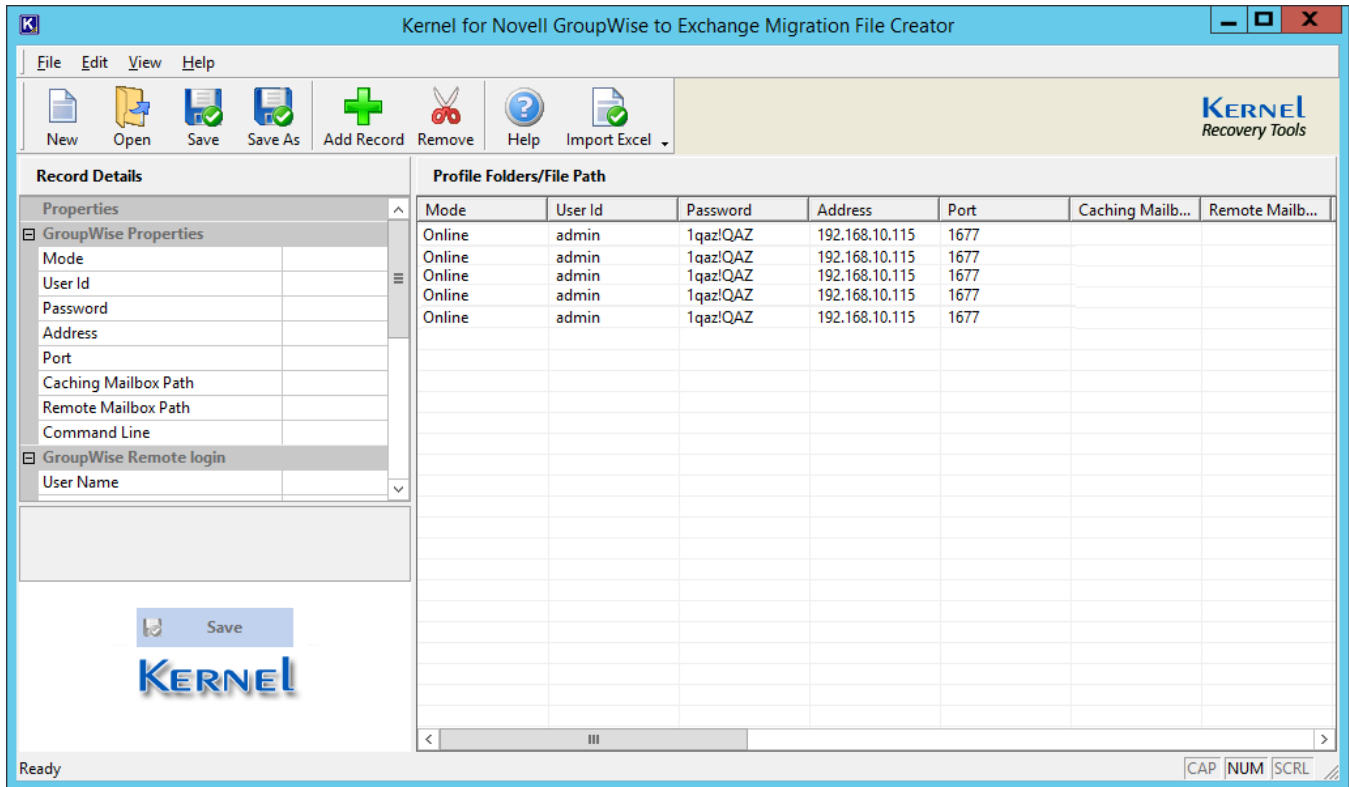 Kernel for Novell GroupWise to Exchange Migration File Creator
File Edit View Help
New Open Save Save As Add Record Remove Help Import Excel
KERNEL
Recovery Tools
Record Details
Profile Folders/File Path
Properties
GroupWise Properties
Mode
User Id
Password
Address
Port
Caching Mailbox Path
Remote Mailbox Path
Command Line
GroupWise Remote login
User Name
Mode User Id Password Address Port Caching Mailb... Remote Mailb...
Online admin 1qaz!QAZ 192.168.10.115 1677
Online admin 1qaz!QAZ 192.168.10.115 1677
Online admin 1qaz!QAZ 192.168.10.115 1677
Online admin 1qaz!QAZ 192.168.10.115 1677
Online admin 1qaz!QAZ 192.168.10.115 1677
Save
KERNEL
Ready
CAP NUM SCRL